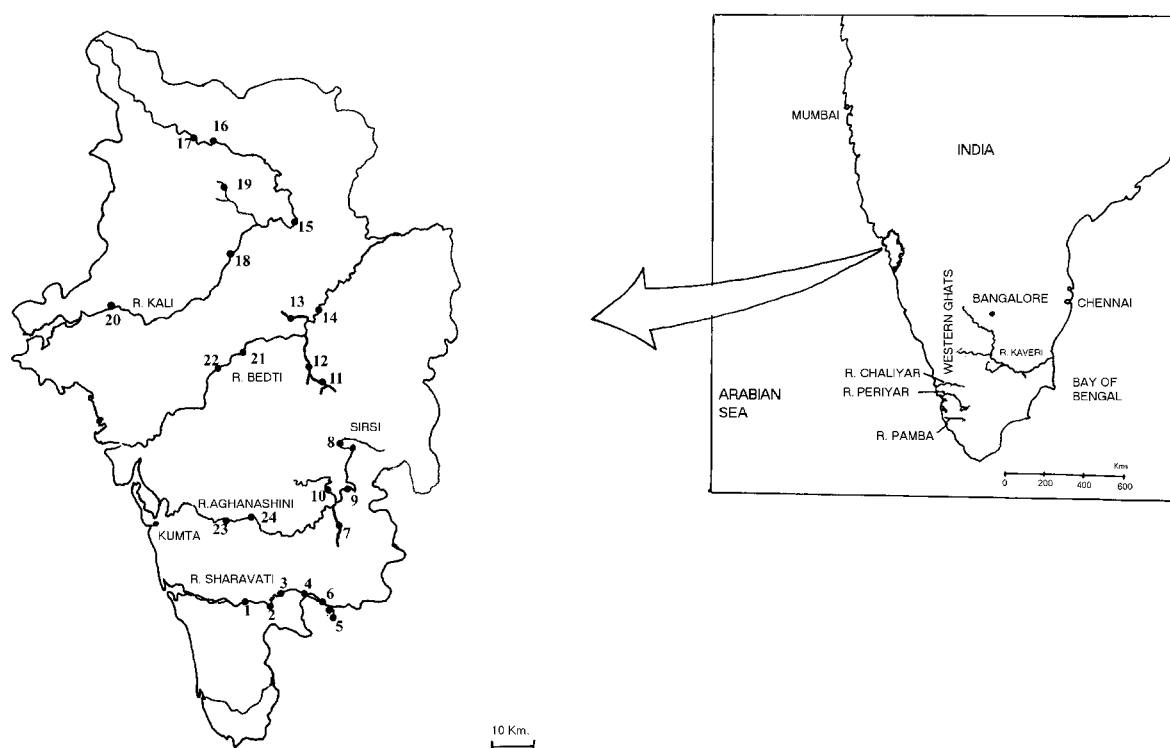 16
17
19
15
18
R. KALI
20
13
14
21
22
R. BEDTI
12
11
SIRSI
8
10
9
R.AGHANASHINI
23
24
7
KUMTA
R. SHARAVATI
3
4
6
1
2
5
10 Km.
MUMBAI
INDIA
WESTERN GHATS
BANGALORE
CHENNAI
R. KAVERI
R. CHALIYAR
R. PERIYAR
ARABIAN
SEA
BAY OF
BENGAL
R. PAMBA
Kms
0 200 400 600